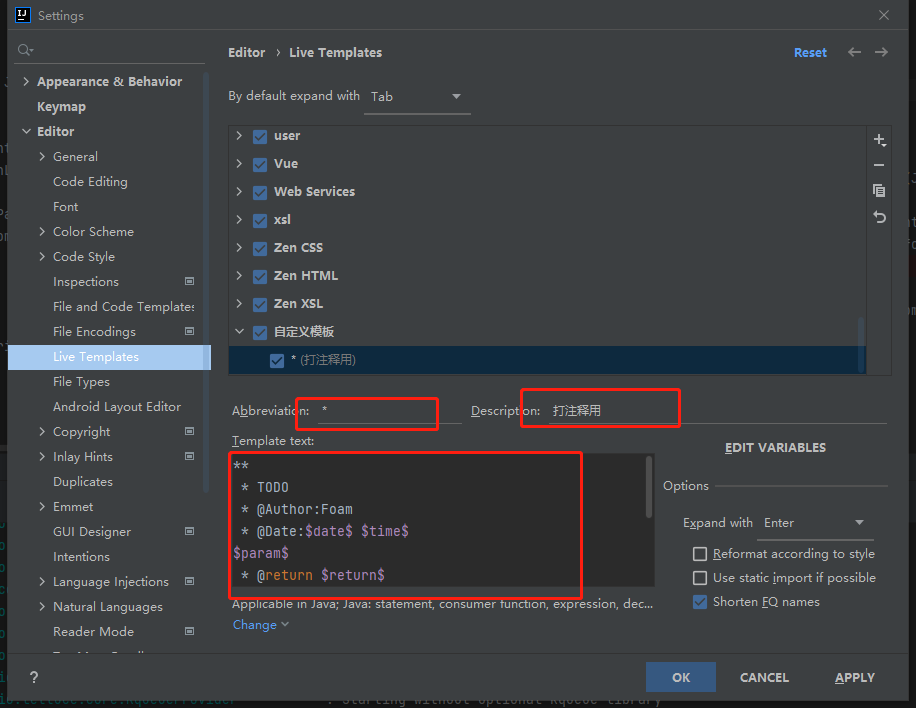 Settings
Editor › Live Templates
Reset
By default expand with Tab
Appearance & Behavior
Keymap
Editor
General
Code Editing
Font
Color Scheme
Code Style
Inspections
File and Code Templates
File Encodings
Live Templates
File Types
Android Layout Editor
Copyright
Inlay Hints
Duplicates
Emmet
GUI Designer
Intentions
Language Injections
Natural Languages
Reader Mode
user
Vue
Web Services
xsl
Zen CSS
Zen HTML
Zen XSL
自定义模板
* (打注释用)
Abbreviation: *
Description: 打注释用
Template text:
**
* TODO
* @Author:Foam
* @Date:$date$ $time$
$param$
* @return $return$
EDIT VARIABLES
Options
Expand with Enter
Reformat according to style
Use static import if possible
Shorten FQ names
Applicable in Java; Java: statement, consumer function, expression, dec...
Change
?
OK
CANCEL
APPLY